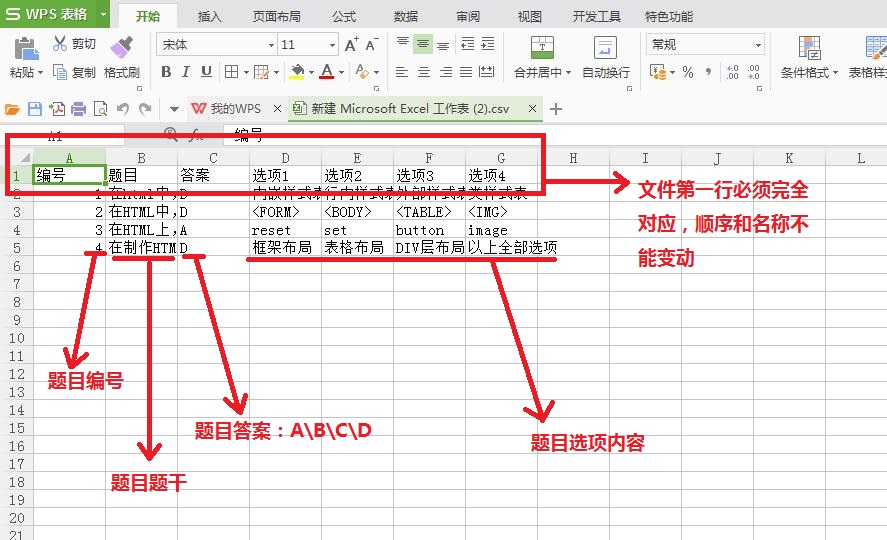 S WPS 表格
开始 插入 页面布局 公式 数据 审阅 视图 开发工具 特色功能
剪切 宋体 11 A+ A- 常规
粘贴 复制 格式刷 B I U A 合并居中 自动换行 % 条件格式 表格样式
我的WPS 新建 Microsoft Excel 工作表 (2).csv
A1 fx 编号
A B C D E F G H I J K L
1 编号 题目 答案 选项1 选项2 选项3 选项4
2 1 在html中, D 内嵌样式表 行内样式表 外部样式表 类样式表
3 2 在HTML中, D <FORM> <BODY> <TABLE> <IMG>
4 3 在HTML上, A reset set button image
5 4 在制作HTM D 框架布局 表格布局 DIV层布局 以上全部选项
6
7
8
9
10
11
12
13
14
15
16
17
18
19
20
21
文件第一行必须完全
对应，顺序和名称不
能变动
题目编号
题目答案：A\B\C\D
题目选项内容
题目题干